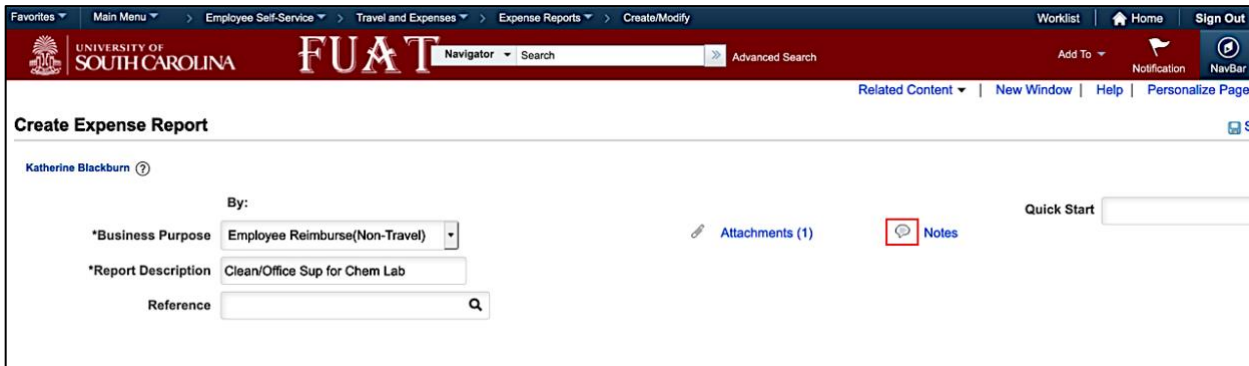 Favorites Main Menu > Employee Self-Service > Travel and Expenses > Expense Reports > Create/Modify Worklist Home Sign Out
UNIVERSITY OF
SOUTH CAROLINA
FUAT Navigator Search » Advanced Search Add To Notification NavBar
Related Content | New Window | Help | Personalize Page
Create Expense Report S
Katherine Blackburn ?
By:
Quick Start
*Business Purpose Employee Reimburse(Non-Travel) Attachments (1) Notes
*Report Description Clean/Office Sup for Chem Lab
Reference